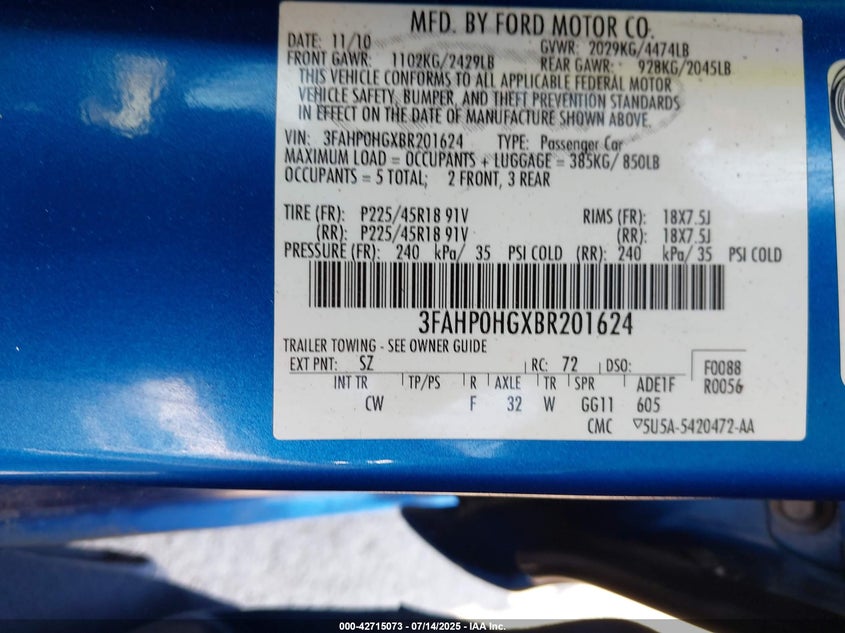 MFD. BY FORD MOTOR CO.
DATE: 11/10 GVWR: 2029KG/4474LB
FRONT GAWR: 1102KG/2429LB REAR GAWR: 928KG/2045LB
THIS VEHICLE CONFORMS TO ALL APPLICABLE FEDERAL MOTOR
VEHICLE SAFETY, BUMPER, AND THEFT PREVENTION STANDARDS
IN EFFECT ON THE DATE OF MANUFACTURE SHOWN ABOVE.
VIN: 3FAHP0HGXBR201624 TYPE: Passenger Car
MAXIMUM LOAD = OCCUPANTS + LUGGAGE = 385KG/ 850LB
OCCUPANTS = 5 TOTAL; 2 FRONT, 3 REAR
TIRE (FR): P225/45R18 91V RIMS (FR): 18X7.5J
(RR): P225/45R18 91V (RR): 18X7.5J
PRESSURE (FR): 240 kPa/ 35 PSI COLD (RR): 240 kPa/ 35 PSI COLD
3FAHP0HGXBR201624
TRAILER TOWING - SEE OWNER GUIDE
EXT PNT: SZ RC: 72 DSO: F0088
INT TR TP/PS R AXLE TR SPR ADE1F R0056
CW F 32 W GG11 605
CMC 5U5A-5420472-AA
000-42715073 - 07/14/2025 - IAA Inc.